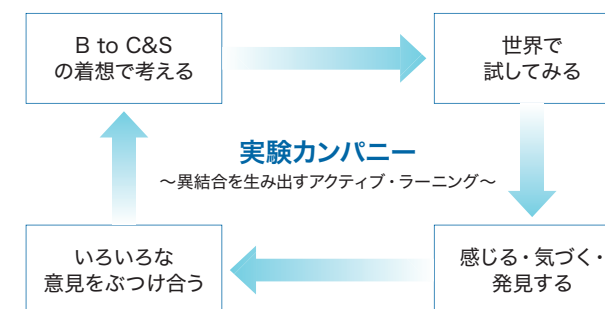 B to C&S
の着想で考える
世界で
試してみる
実験カンパニー
～異結合を生み出すアクティブ・ラーニング～
いろいろな
意見をぶつけ合う
感じる・気づく・
発見する